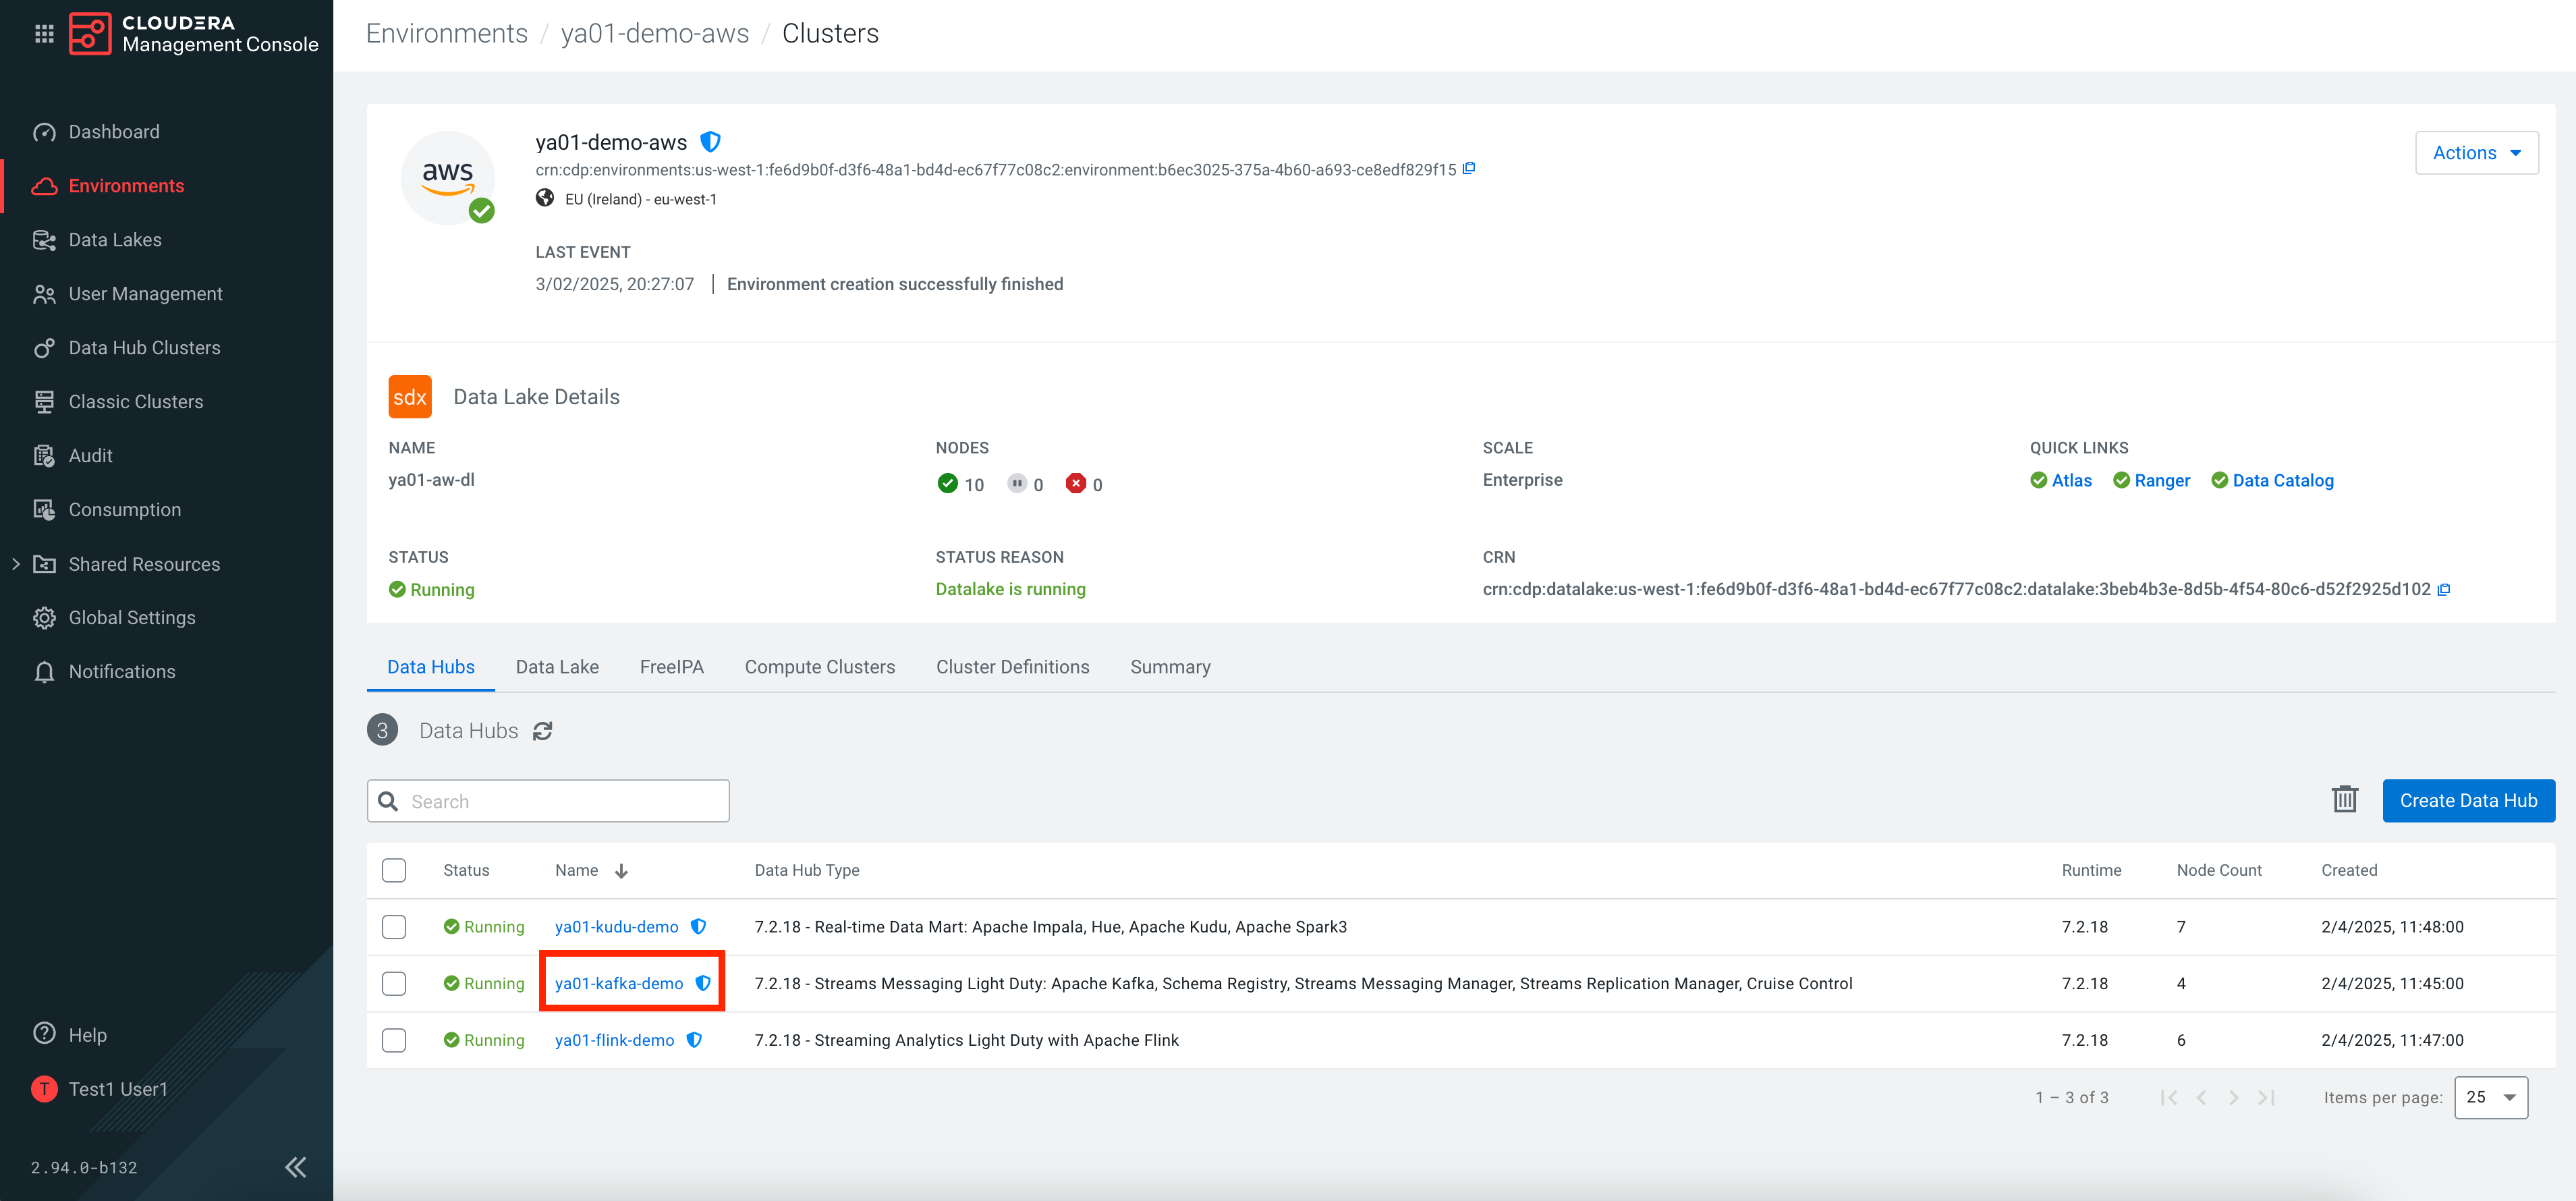 CLOUDERA
Management Console
Environments / ya01-demo-aws / Clusters
Dashboard
Environments
Data Lakes
User Management
Data Hub Clusters
Classic Clusters
Audit
Consumption
Shared Resources
Global Settings
Notifications
Help
T Test1 User1
2.94.0-b132
aws
ya01-demo-aws
crn:cdp:environments:us-west-1:fe6d9b0f-d3f6-48a1-bd4d-ec67f77c08c2:environment:b6ec3025-375a-4b60-a693-ce8edf829f15
EU (Ireland) - eu-west-1
Actions
LAST EVENT
3/02/2025, 20:27:07 | Environment creation successfully finished
sdx Data Lake Details
NAME
ya01-aw-dl
NODES
10 0 0
SCALE
Enterprise
QUICK LINKS
Atlas Ranger Data Catalog
STATUS
Running
STATUS REASON
Datalake is running
CRN
crn:cdp:datalake:us-west-1:fe6d9b0f-d3f6-48a1-bd4d-ec67f77c08c2:datalake:3beb4b3e-8d5b-4f54-80c6-d52f2925d102
Data Hubs Data Lake FreeIPA Compute Clusters Cluster Definitions Summary
3 Data Hubs
Search
Create Data Hub
Status Name Data Hub Type Runtime Node Count Created
Running ya01-kudu-demo 7.2.18 - Real-time Data Mart: Apache Impala, Hue, Apache Kudu, Apache Spark3 7.2.18 7 2/4/2025, 11:48:00
Running ya01-kafka-demo 7.2.18 - Streams Messaging Light Duty: Apache Kafka, Schema Registry, Streams Messaging Manager, Streams Replication Manager, Cruise Control 7.2.18 4 2/4/2025, 11:45:00
Running ya01-flink-demo 7.2.18 - Streaming Analytics Light Duty with Apache Flink 7.2.18 6 2/4/2025, 11:47:00
1 – 3 of 3 Items per page: 25